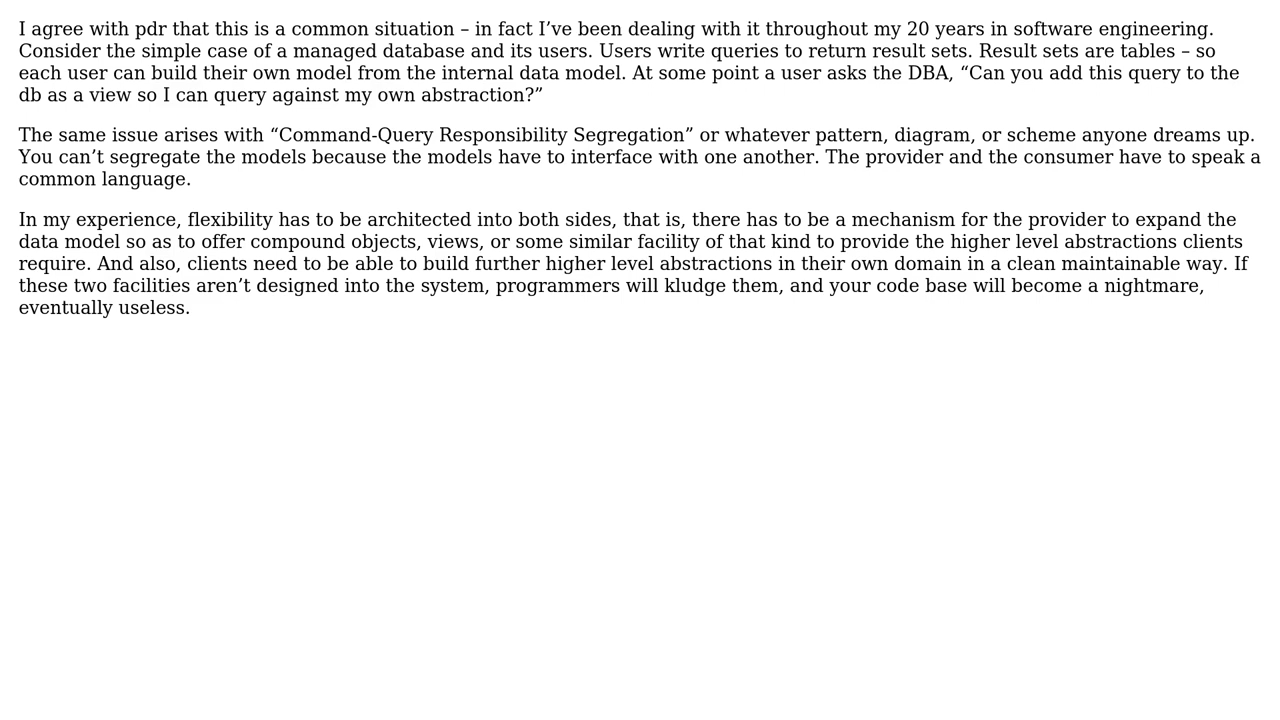 I agree with pdr that this is a common situation – in fact I’ve been dealing with it throughout my 20 years in software engineering.
Consider the simple case of a managed database and its users. Users write queries to return result sets. Result sets are tables – so
each user can build their own model from the internal data model. At some point a user asks the DBA, “Can you add this query to the
db as a view so I can query against my own abstraction?”
The same issue arises with “Command-Query Responsibility Segregation” or whatever pattern, diagram, or scheme anyone dreams up.
You can’t segregate the models because the models have to interface with one another. The provider and the consumer have to speak a
common language.
In my experience, flexibility has to be architected into both sides, that is, there has to be a mechanism for the provider to expand the
data model so as to offer compound objects, views, or some similar facility of that kind to provide the higher level abstractions clients
require. And also, clients need to be able to build further higher level abstractions in their own domain in a clean maintainable way. If
these two facilities aren’t designed into the system, programmers will kludge them, and your code base will become a nightmare,
eventually useless.